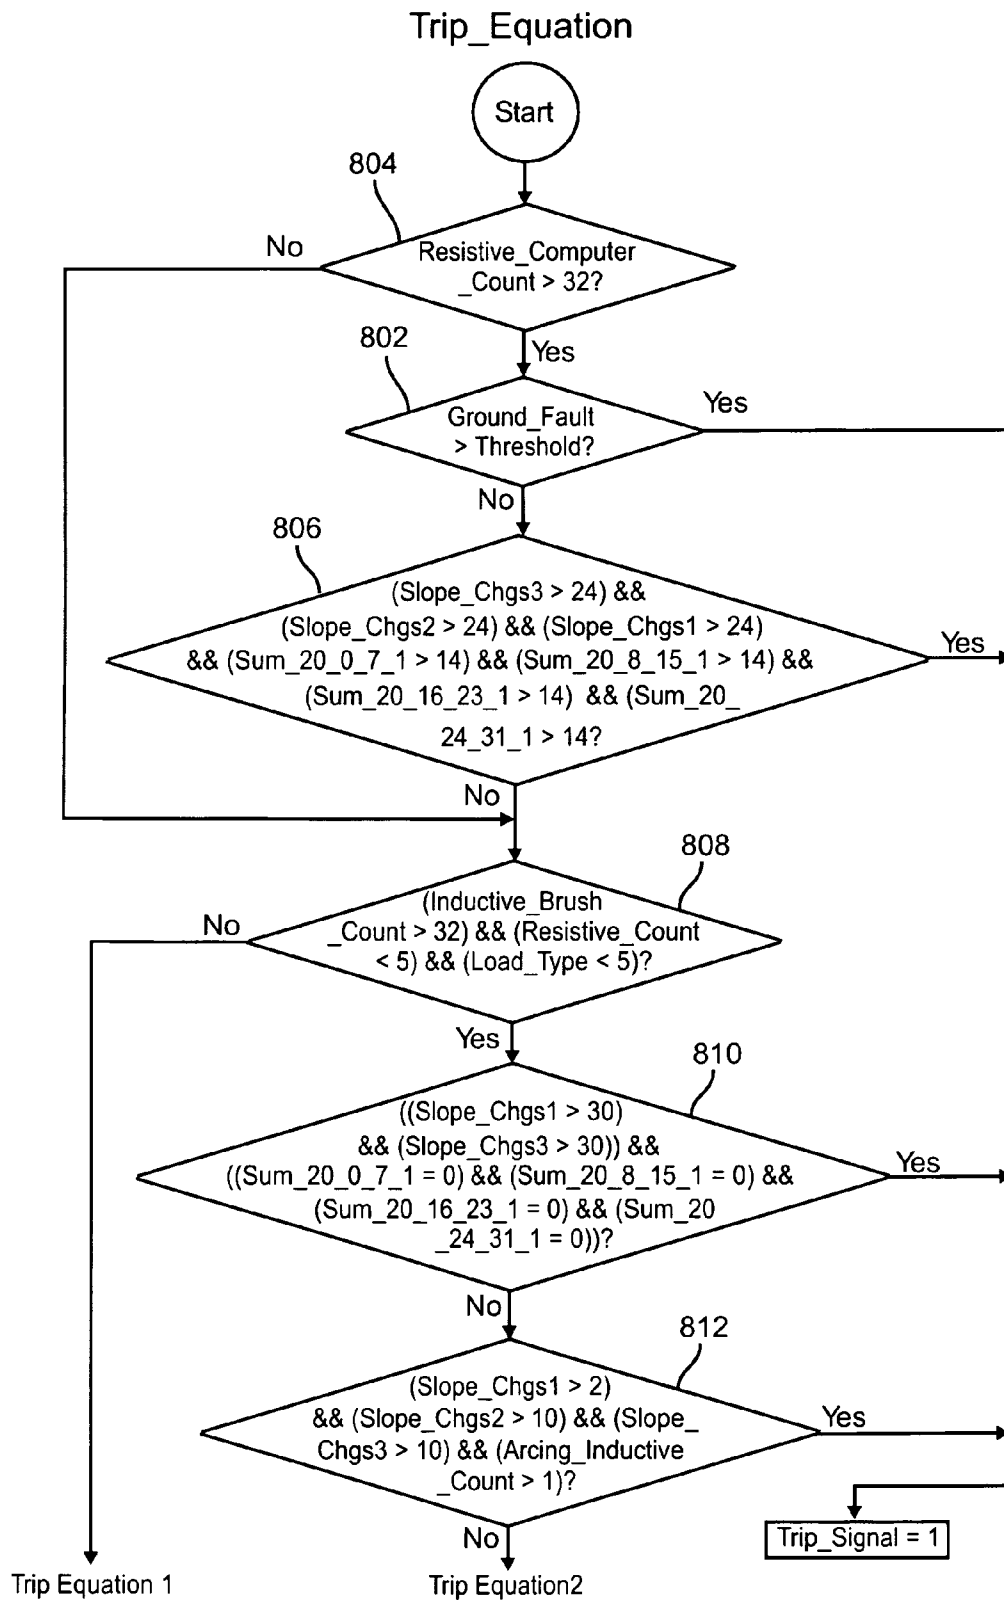 Trip_Equation
Start
804
No
Resistive_Computer
_Count > 32?
802
Yes
Ground_Fault
> Threshold?
Yes
No
806
(Slope_Chgs3 > 24) &&
(Slope_Chgs2 > 24) && (Slope_Chgs1 > 24)
&& (Sum_20_0_7_1 > 14) && (Sum_20_8_15_1 > 14) &&
(Sum_20_16_23_1 > 14) && (Sum_20_
24_31_1 > 14?
Yes
No
808
(Inductive_Brush
_Count > 32) && (Resistive_Count
< 5) && (Load_Type < 5)?
No
Yes
810
((Slope_Chgs1 > 30)
&& (Slope_Chgs3 > 30)) &&
((Sum_20_0_7_1 = 0) && (Sum_20_8_15_1 = 0) &&
(Sum_20_16_23_1 = 0) && (Sum_20
_24_31_1 = 0))?
Yes
No
812
(Slope_Chgs1 > 2)
&& (Slope_Chgs2 > 10) && (Slope_
Chgs3 > 10) && (Arcing_Inductive
_Count > 1)?
Yes
No
Trip_Signal = 1
Trip Equation 1
Trip Equation2